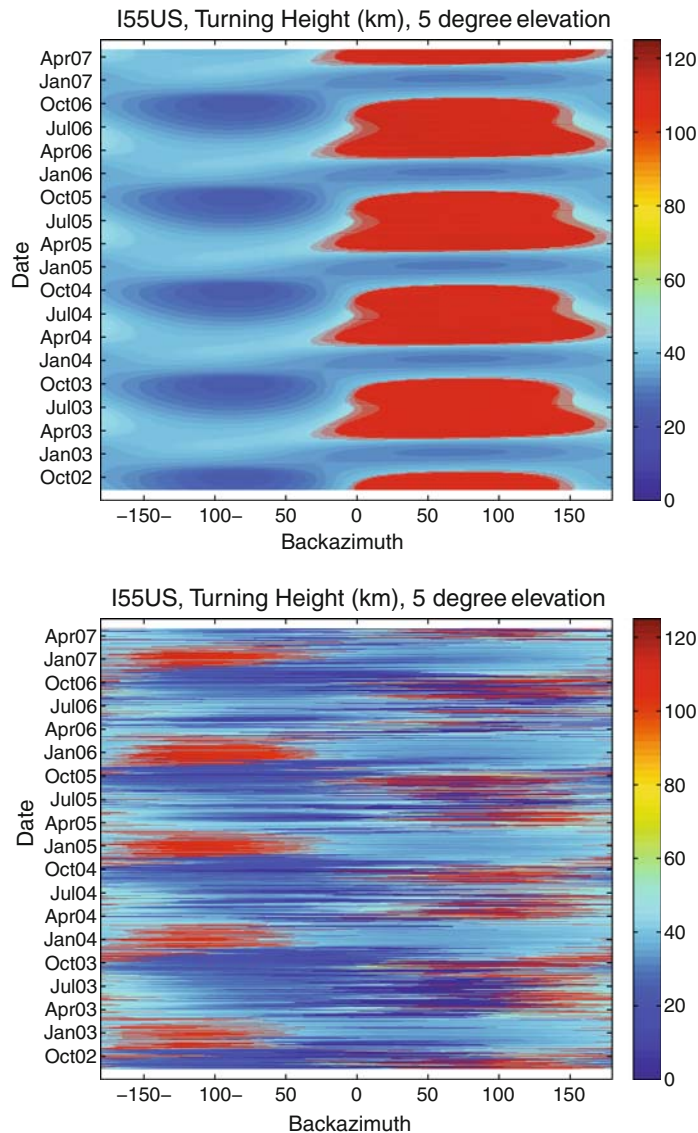 I55US, Turning Height (km), 5 degree elevation
Apr07
Jan07
Oct06
Jul06
Apr06
Jan06
Oct05
Jul05
Apr05
Jan05
Oct04
Jul04
Apr04
Jan04
Oct03
Jul03
Apr03
Jan03
Oct02
Date
−150− 100− 50 0 50 100 150
Backazimuth
120
100
80
60
40
20
0
I55US, Turning Height (km), 5 degree elevation
Apr07
Jan07
Oct06
Jul06
Apr06
Jan06
Oct05
Jul05
Apr05
Jan05
Oct04
Jul04
Apr04
Jan04
Oct03
Jul03
Apr03
Jan03
Oct02
Date
−150− 100− 50 0 50 100 150
Backazimuth
120
100
80
60
40
20
0